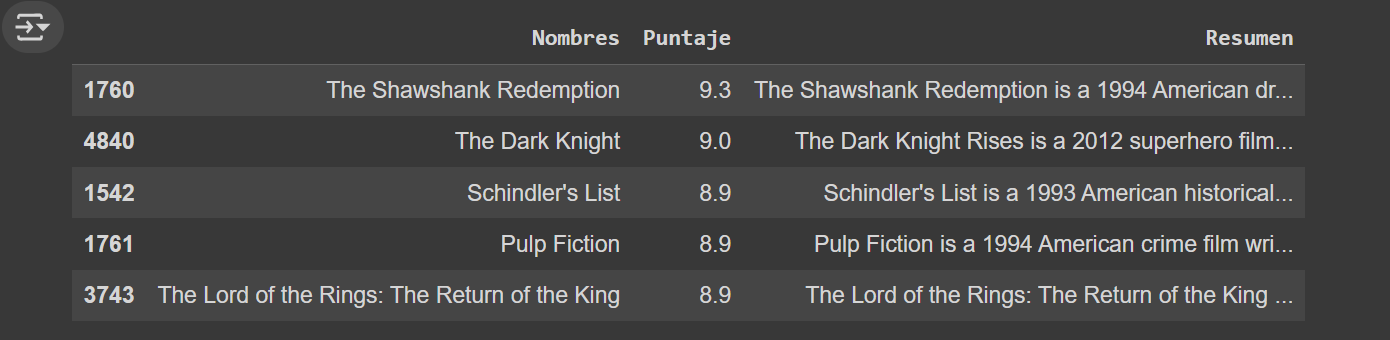 Nombres Puntaje Resumen
1760 The Shawshank Redemption 9.3 The Shawshank Redemption is a 1994 American dr...
4840 The Dark Knight 9.0 The Dark Knight Rises is a 2012 superhero film...
1542 Schindler's List 8.9 Schindler's List is a 1993 American historical...
1761 Pulp Fiction 8.9 Pulp Fiction is a 1994 American crime film wri...
3743 The Lord of the Rings: The Return of the King 8.9 The Lord of the Rings: The Return of the King ...